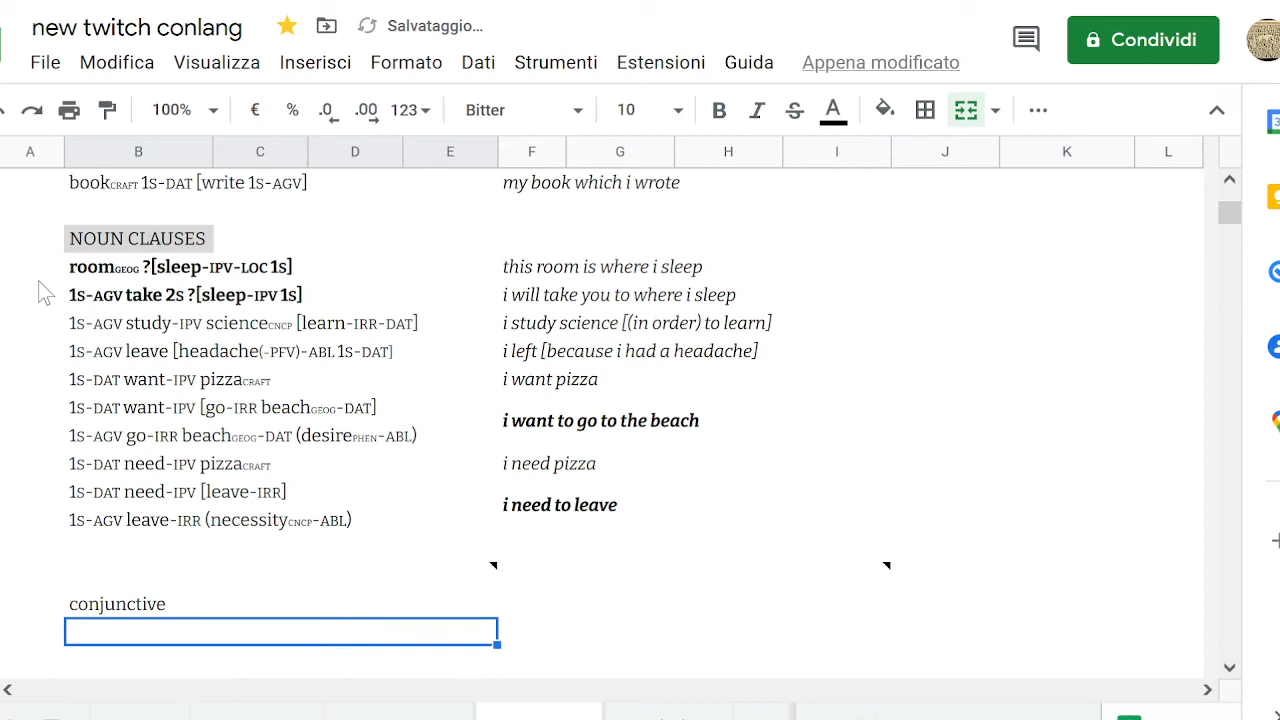 new twitch conlang
Salvataggio…
Condividi
File Modifica Visualizza Inserisci Formato Dati Strumenti Estensioni Guida Appena modificato
100% € % .0 .00 123 Bitter 10 B I S A
A B C D E F G H I J K L
bookCRAFT 1S-DAT [write 1S-AGV] my book which i wrote
NOUN CLAUSES
roomGEOG ?[sleep-IPV-LOC 1S] this room is where i sleep
1S-AGV take 2S ?[sleep-IPV 1S] i will take you to where i sleep
1S-AGV study-IPV scienceCNCP [learn-IRR-DAT] i study science [(in order) to learn]
1S-AGV leave [headache(-PFV)-ABL 1S-DAT] i left [because i had a headache]
1S-DAT want-IPV pizzaCRAFT i want pizza
1S-DAT want-IPV [go-IRR beachGEOG-DAT]
i want to go to the beach
1S-AGV go-IRR beachGEOG-DAT (desirePHEN-ABL)
1S-DAT need-IPV pizzaCRAFT i need pizza
1S-DAT need-IPV [leave-IRR]
i need to leave
1S-AGV leave-IRR (necessityCNCP-ABL)
conjunctive